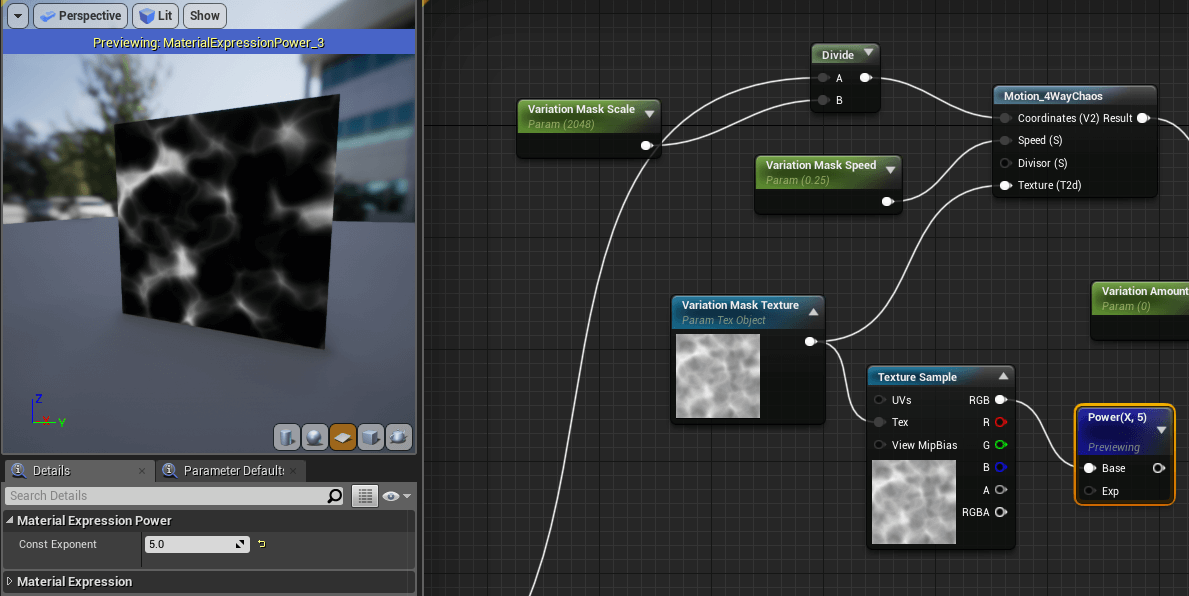 Perspective
Lit
Show
Previewing: MaterialExpressionPower_3
Z
Y
Details
Parameter Defaults
Search Details
Material Expression Power
Const Exponent
5.0
Material Expression
Divide
A
B
Variation Mask Scale
Param (2048)
Motion_4WayChaos
Coordinates (V2) Result
Speed (S)
Divisor (S)
Texture (T2d)
Variation Mask Speed
Param (0.25)
Variation Mask Texture
Param Tex Object
Variation Amount
Param (0)
Texture Sample
UVs RGB
Tex R
View MipBias G
B
A
RGBA
Power(X, 5)
Previewing
Base
Exp